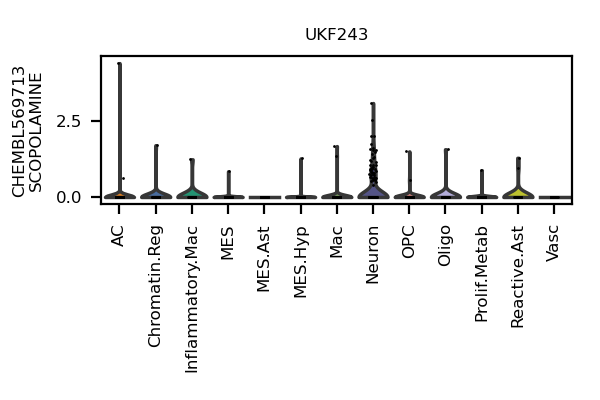 UKF243
CHEMBL569713
SCOPOLAMINE
2.5
0.0
AC
Chromatin.Reg
Inflammatory.Mac
MES
MES.Ast
MES.Hyp
Mac
Neuron
OPC
Oligo
Prolif.Metab
Reactive.Ast
Vasc